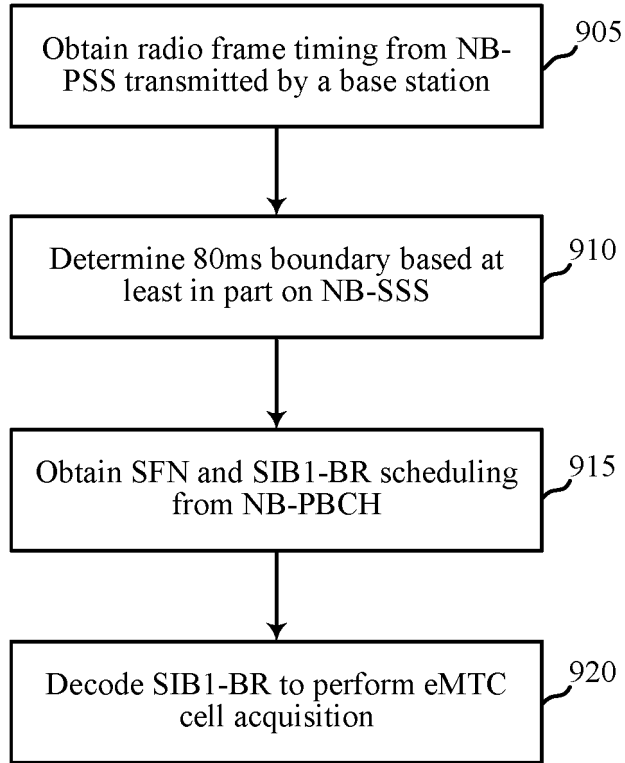 Obtain radio frame timing from NB-
PSS transmitted by a base station
905
Determine 80ms boundary based at
least in part on NB-SSS
910
Obtain SFN and SIB1-BR scheduling
from NB-PBCH
915
Decode SIB1-BR to perform eMTC
cell acquisition
920